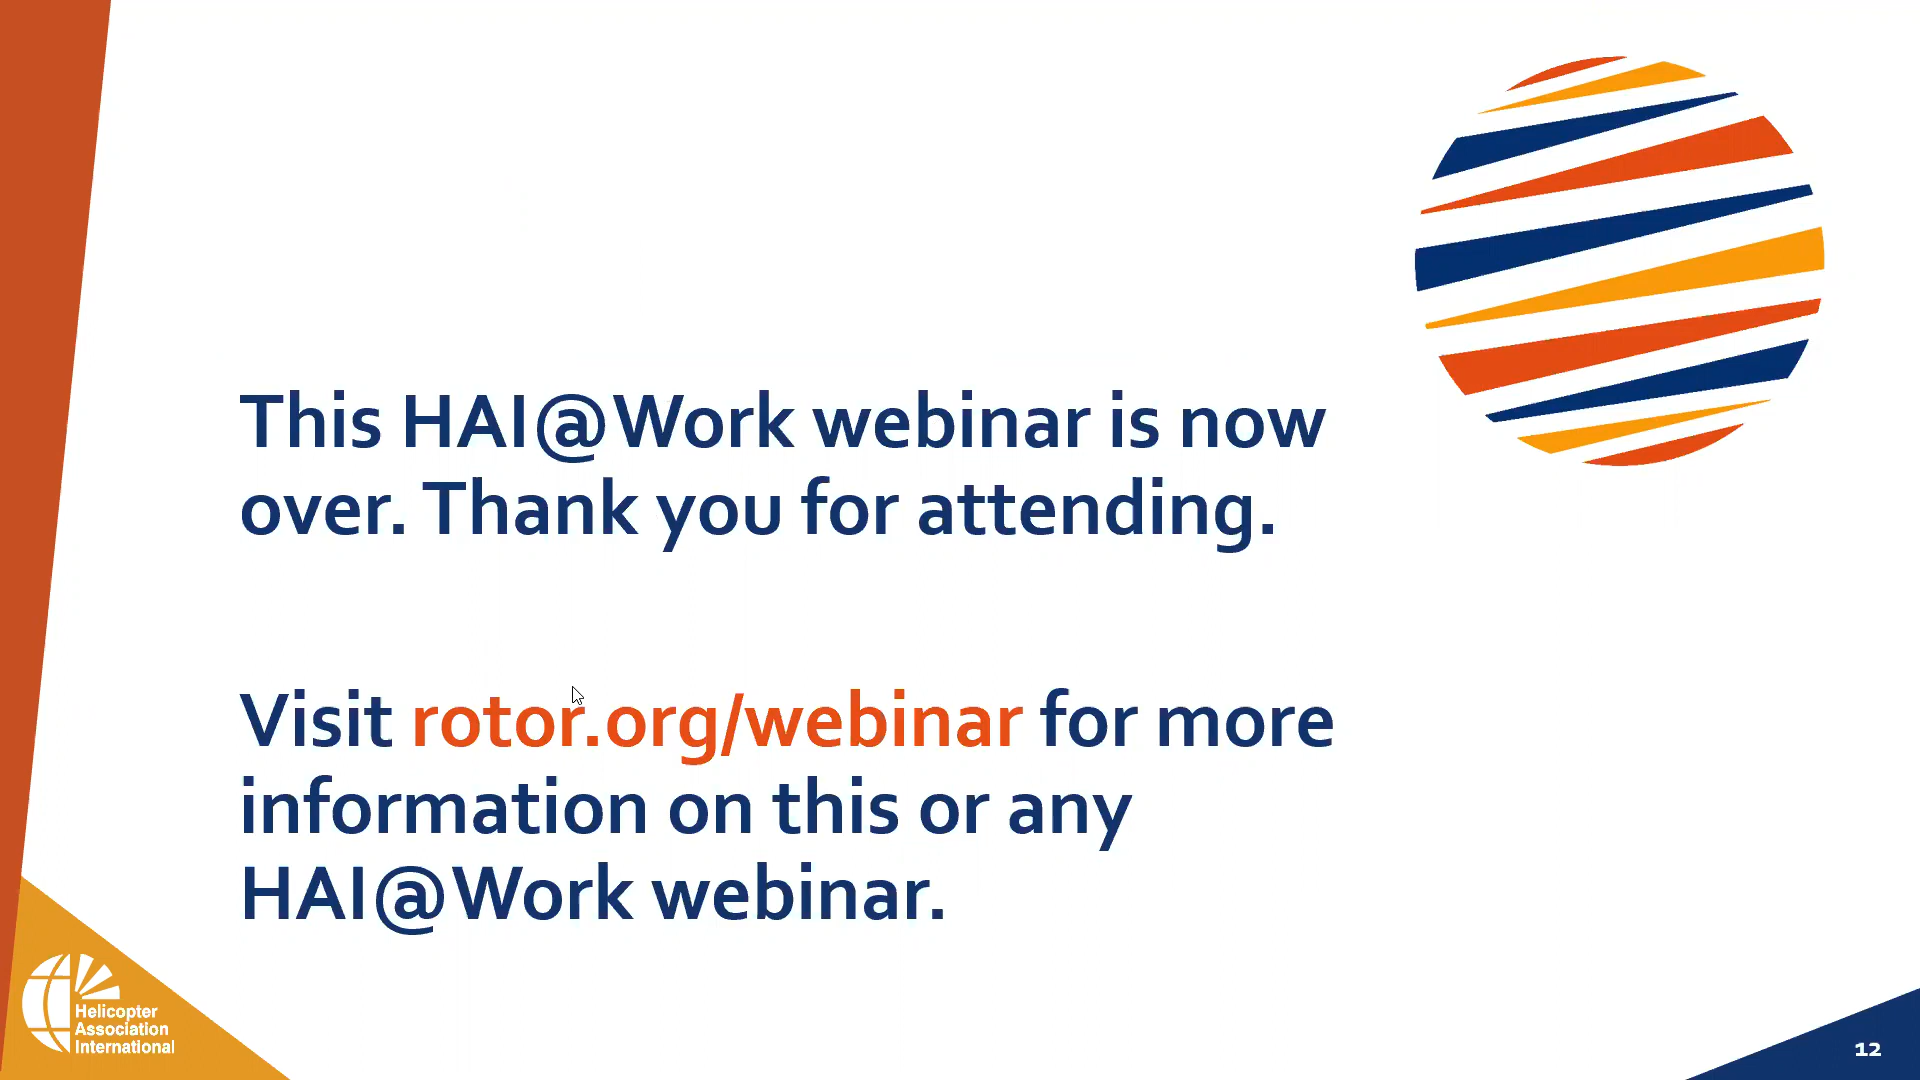 This HAI@Work webinar is now
over. Thank you for attending.
Visit rotor.org/webinar for more
information on this or any
HAI@Work webinar.
Helicopter
Association
International
12